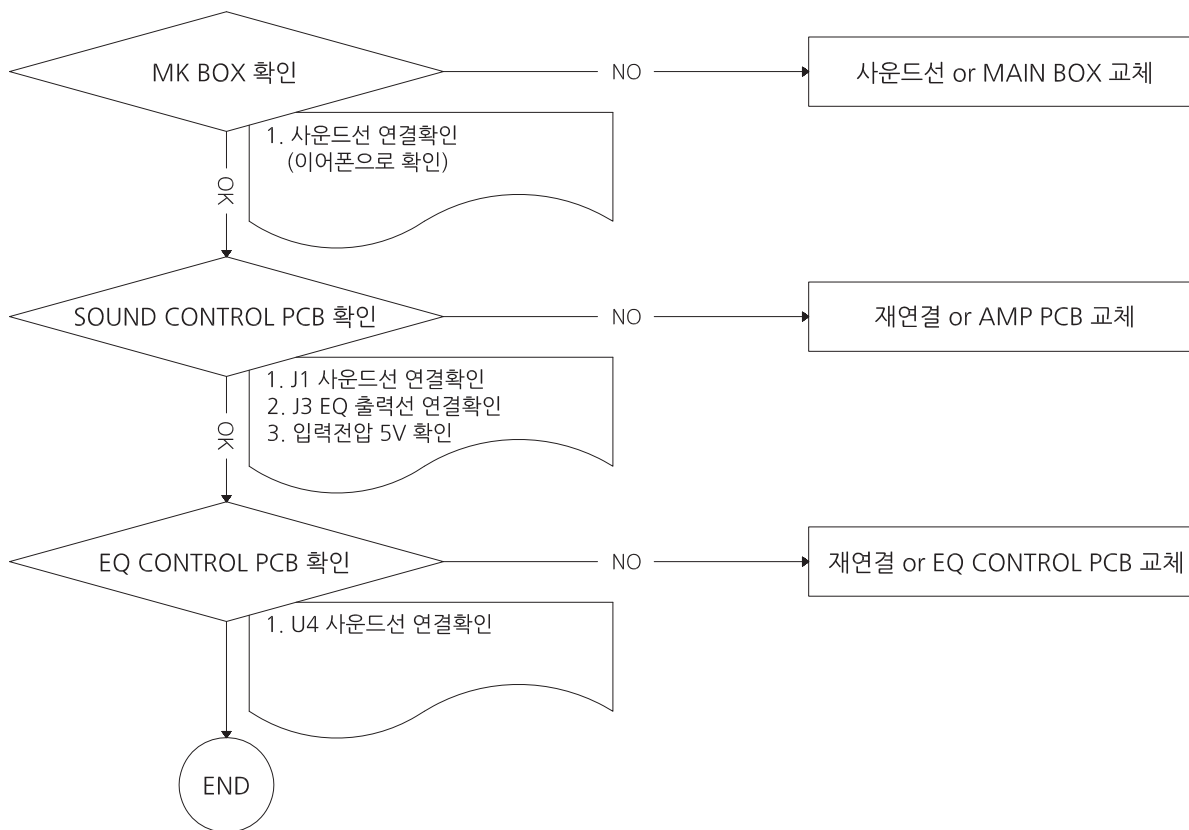 MK BOX 확인
NO
사운드선 or MAIN BOX 교체
1. 사운드선 연결확인
(이어폰으로 확인)
OK
SOUND CONTROL PCB 확인
NO
재연결 or AMP PCB 교체
1. J1 사운드선 연결확인
2. J3 EQ 출력선 연결확인
3. 입력전압 5V 확인
OK
EQ CONTROL PCB 확인
NO
재연결 or EQ CONTROL PCB 교체
1. U4 사운드선 연결확인
END